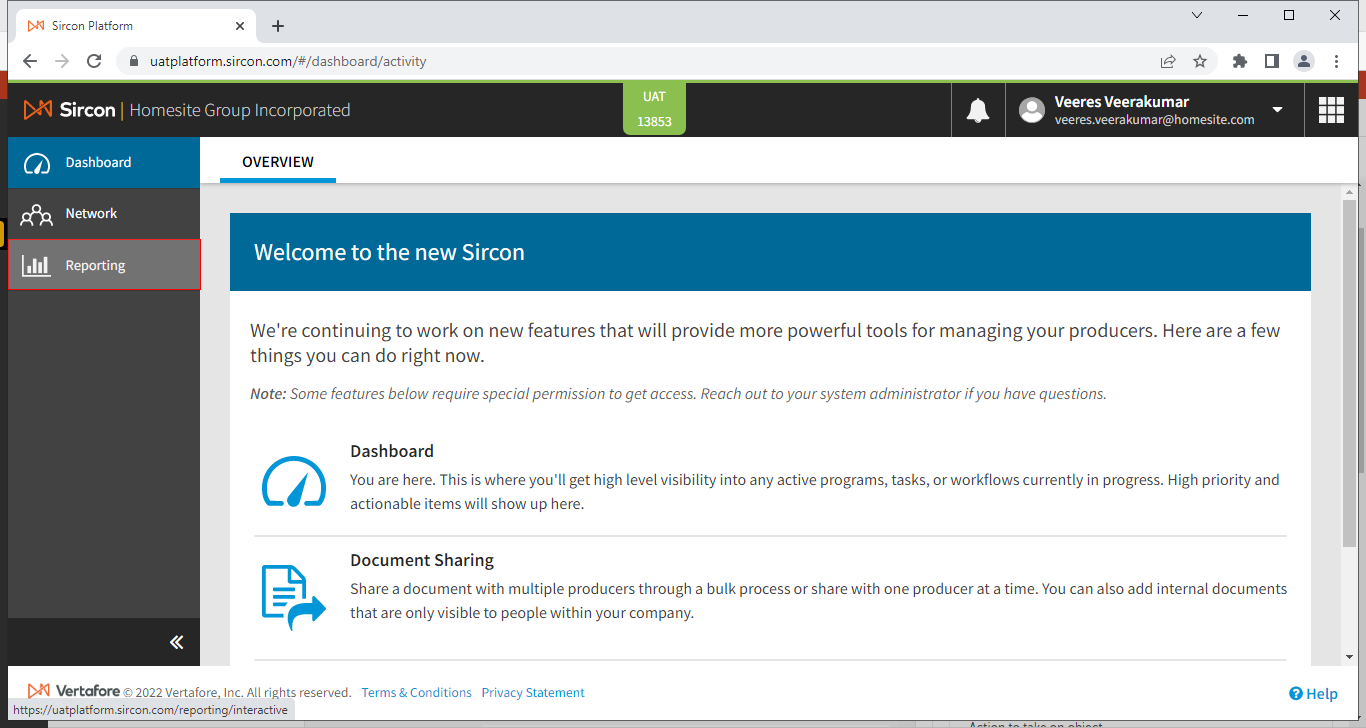 Sircon Platform
uatplatform.sircon.com/#/dashboard/activity
Sircon | Homesite Group Incorporated
UAT
13853
Veeres Veerakumar
veeres.veerakumar@homesite.com
Dashboard
Network
Reporting
OVERVIEW
Welcome to the new Sircon
We're continuing to work on new features that will provide more powerful tools for managing your producers. Here are a few
things you can do right now.
Note: Some features below require special permission to get access. Reach out to your system administrator if you have questions.
Dashboard
You are here. This is where you'll get high level visibility into any active programs, tasks, or workflows currently in progress. High priority and
actionable items will show up here.
Document Sharing
Share a document with multiple producers through a bulk process or share with one producer at a time. You can also add internal documents
that are only visible to people within your company.
Vertafore © 2022 Vertafore, Inc. All rights reserved. Terms & Conditions Privacy Statement
Help
https://uatplatform.sircon.com/reporting/interactive
Action to take on object